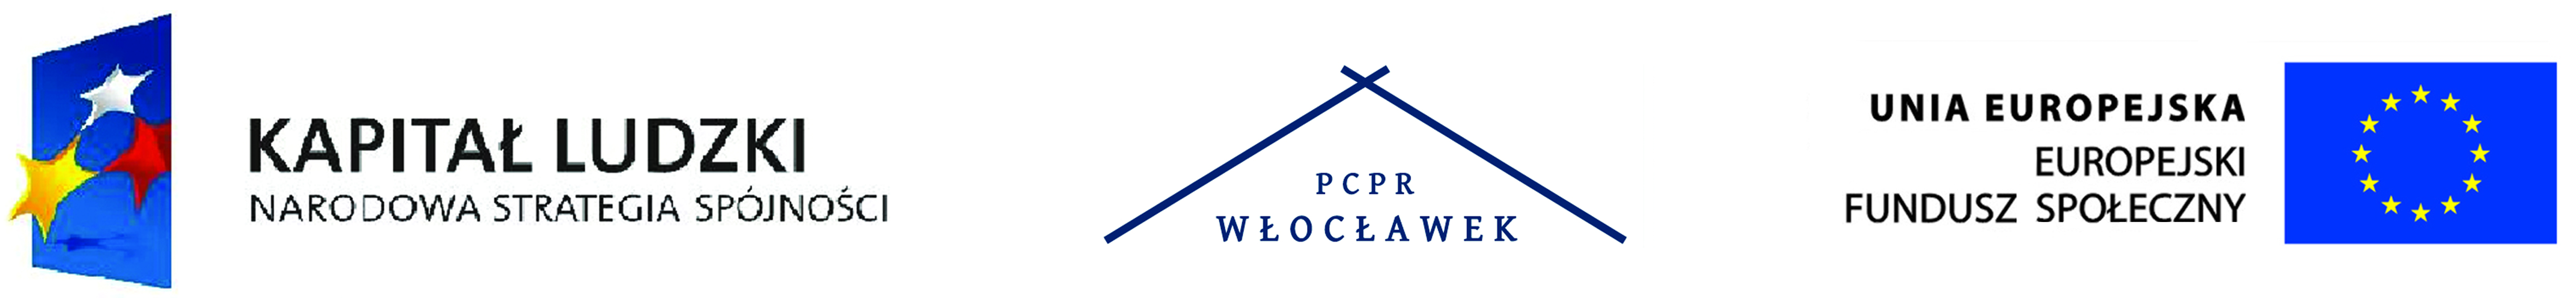 KAPITAŁ LUDZKI
NARODOWA STRATEGIA SPÓJNOŚCI
PCPR
WŁOCŁAWEK
UNIA EUROPEJSKA
EUROPEJSKI
FUNDUSZ SPOŁECZNY